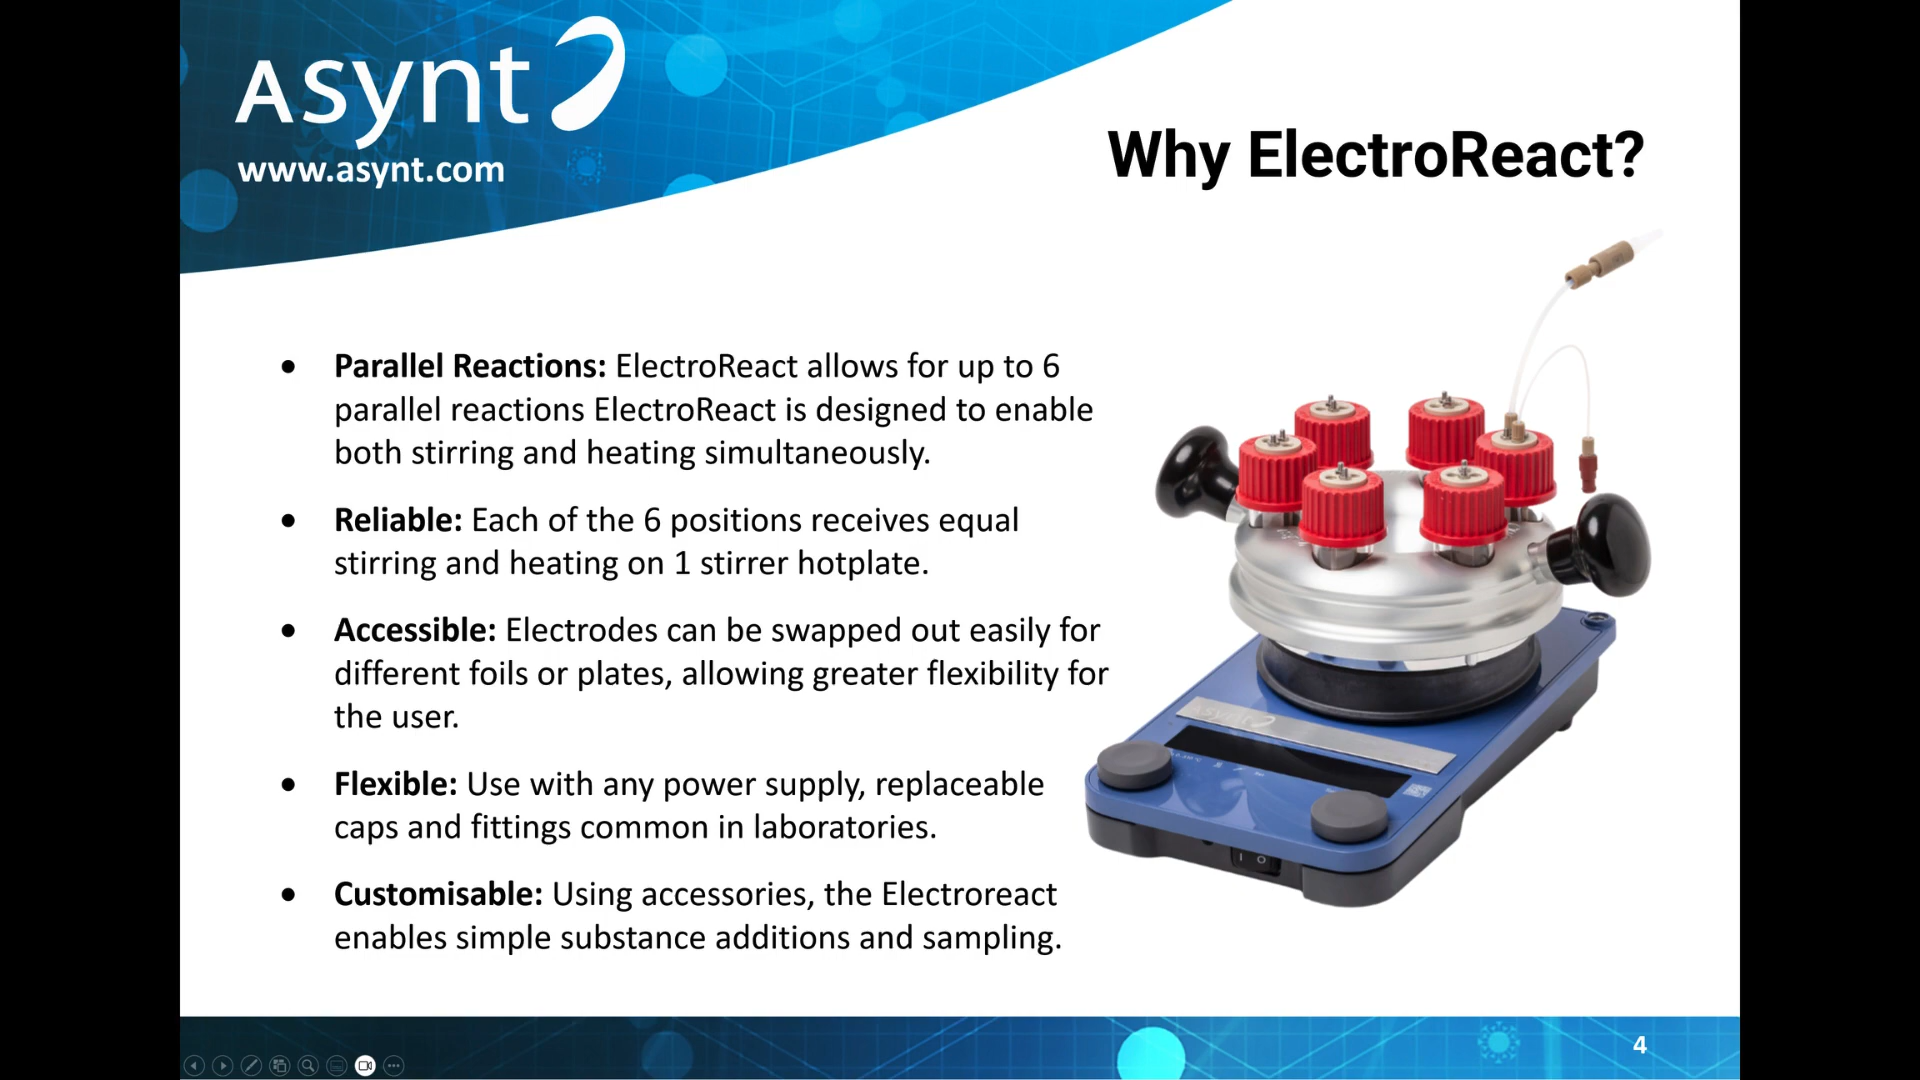 Asynt
www.asynt.com
Why ElectroReact?
• Parallel Reactions: ElectroReact allows for up to 6
parallel reactions ElectroReact is designed to enable
both stirring and heating simultaneously.
• Reliable: Each of the 6 positions receives equal
stirring and heating on 1 stirrer hotplate.
• Accessible: Electrodes can be swapped out easily for
different foils or plates, allowing greater flexibility for
the user.
• Flexible: Use with any power supply, replaceable
caps and fittings common in laboratories.
• Customisable: Using accessories, the Electroreact
enables simple substance additions and sampling.
asynt
I O
4